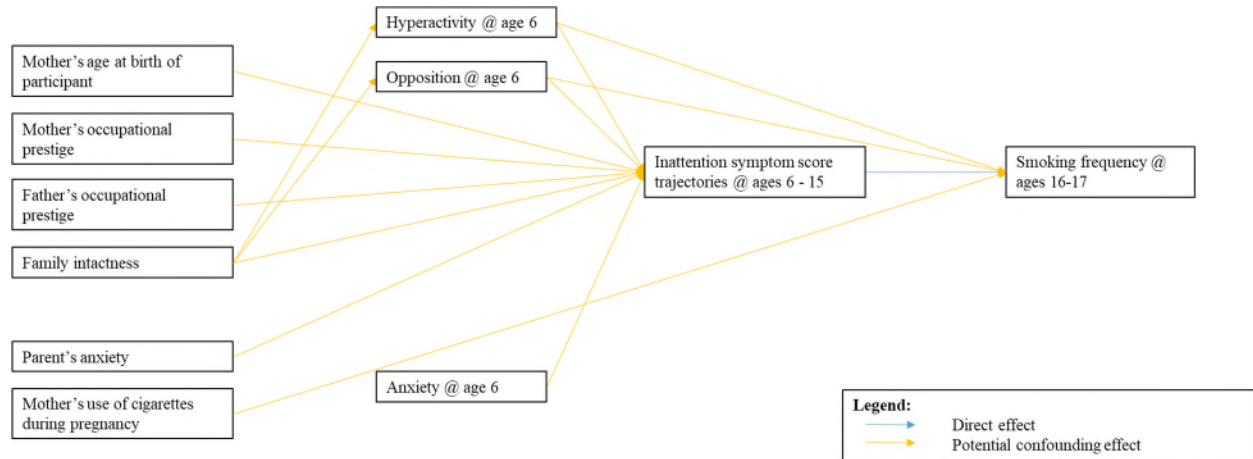 Hyperactivity @ age 6
Mother's age at birth of
participant
Opposition @ age 6
Mother's occupational
prestige
Father's occupational
prestige
Family intactness
Inattention symptom score
trajectories @ ages 6 - 15
Smoking frequency @
ages 16-17
Parent's anxiety
Mother's use of cigarettes
during pregnancy
Anxiety @ age 6
Legend:
Direct effect
Potential confounding effect